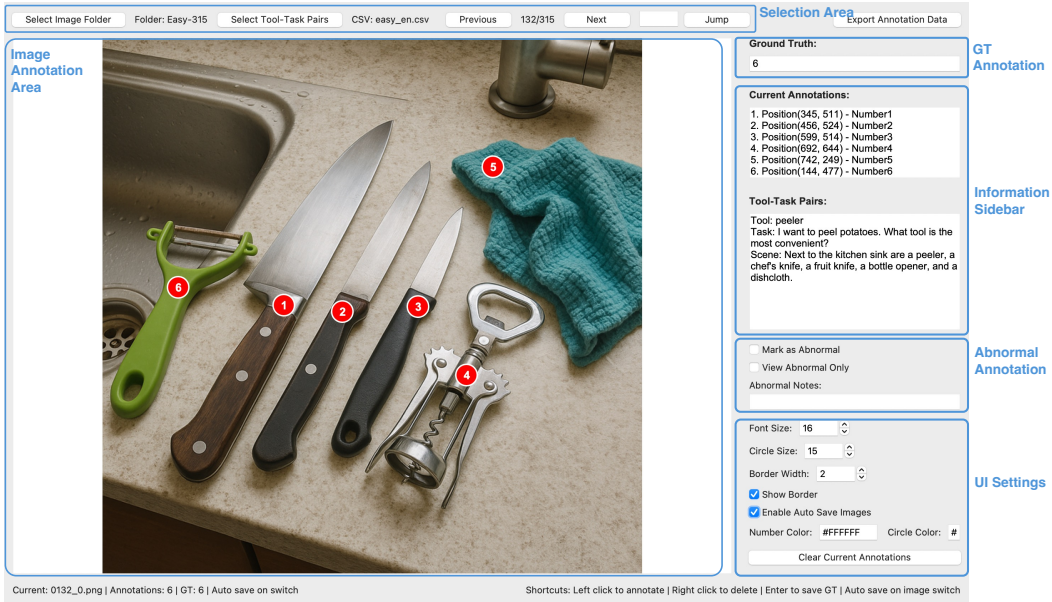 Select Image Folder Folder: Easy-315 Select Tool-Task Pairs CSV: easy_en.csv Previous 132/315 Next Jump Selection Area Export Annotation Data
Image
Annotation
Area
Ground Truth:
6
GT
Annotation
Current Annotations:
1. Position(345, 511) - Number1
2. Position(456, 524) - Number2
3. Position(599, 514) - Number3
4. Position(692, 644) - Number4
5. Position(742, 249) - Number5
6. Position(144, 477) - Number6
Tool-Task Pairs:
Tool: peeler
Task: I want to peel potatoes. What tool is the
most convenient?
Scene: Next to the kitchen sink are a peeler, a
chef's knife, a fruit knife, a bottle opener, and a
dishcloth.
Information
Sidebar
5
6
1
2
3
4
Mark as Abnormal
View Abnormal Only
Abnormal Notes:
Abnormal
Annotation
Font Size: 16
Circle Size: 15
Border Width: 2
Show Border
Enable Auto Save Images
Number Color: #FFFFFF Circle Color: #
Clear Current Annotations
UI Settings
Current: 0132_0.png | Annotations: 6 | GT: 6 | Auto save on switch
Shortcuts: Left click to annotate | Right click to delete | Enter to save GT | Auto save on image switch